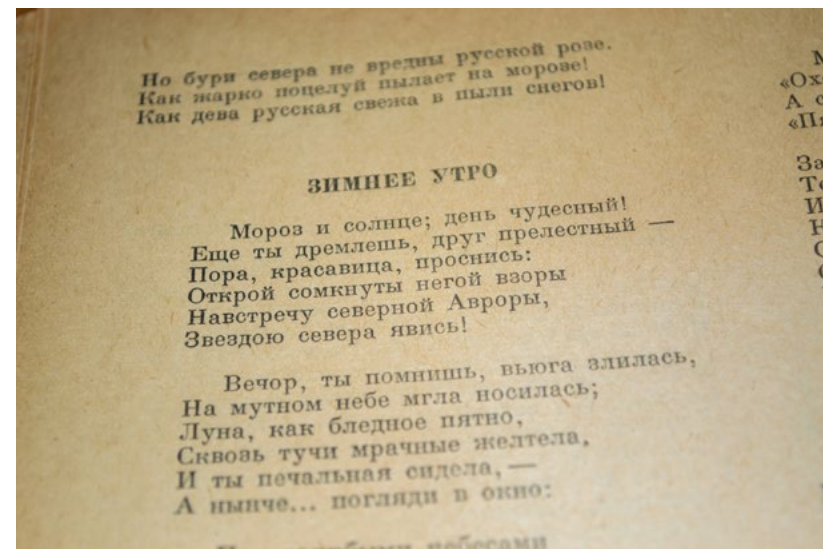 Но бури севера не вредны русской розе.
Как жарко поцелуй пылает на морозе!
Как дева русская свежа в пыли снегов!
ЗИМНЕЕ УТРО
Мороз и солнце; день чудесный!
Еще ты дремлешь, друг прелестный —
Пора, красавица, проснись:
Открой сомкнуты негой взоры
Навстречу северной Авроры,
Звездою севера явись!
Вечор, ты помнишь, вьюга злилась,
На мутном небе мгла носилась;
Луна, как бледное пятно,
Сквозь тучи мрачные желтела,
И ты печальная сидела, —
А нынче... погляди в окно:
небесами
А с